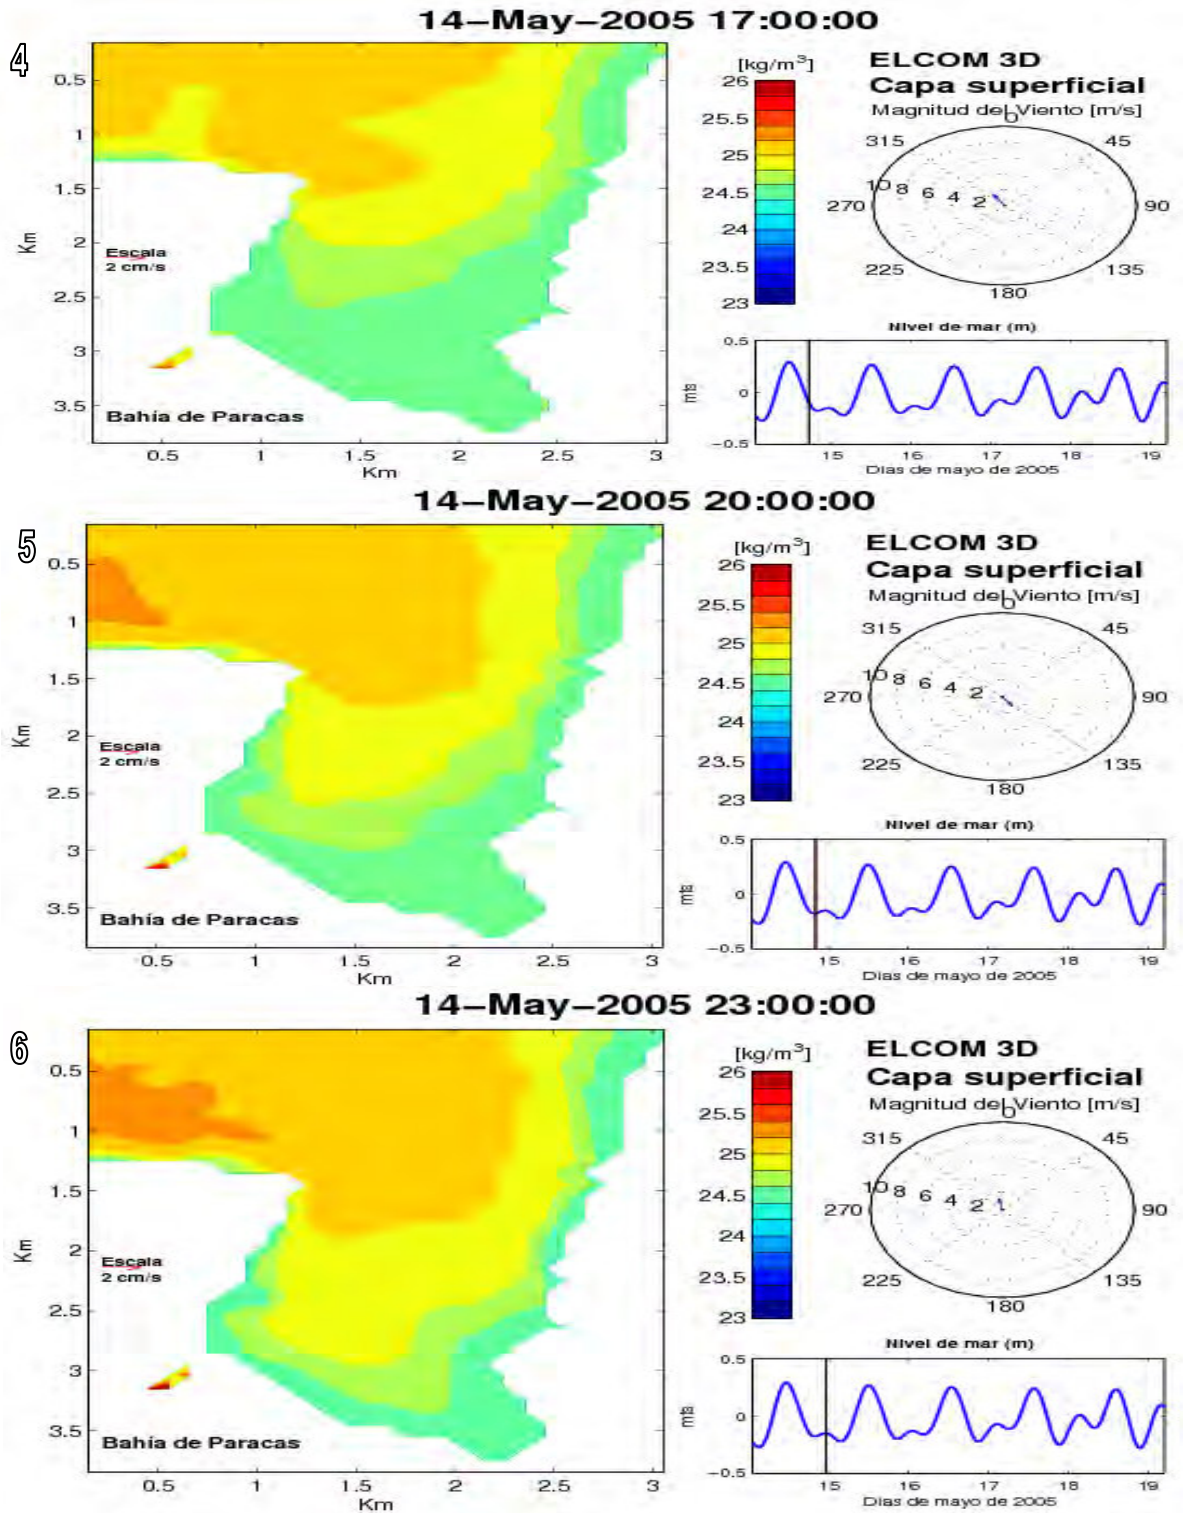 14-May-2005 17:00:00
4
[kg/m³]
ELCOM 3D
Capa superficial
Magnitud del Viento [m/s]
0
0.5
1
1.5
2
2.5
3
3.5
Km
Escala
2 cm/s
Bahía de Paracas
0.5 1 1.5 2 2.5 3
Km
26
25.5
25
24.5
24
23.5
23
315 45
10 8 6 4 2
270 90
225 135
180
Nivel de mar (m)
0.5
0
-0.5
mts
15 16 17 18 19
Días de mayo de 2005
14-May-2005 20:00:00
5
[kg/m³]
ELCOM 3D
Capa superficial
Magnitud del Viento [m/s]
0
0.5
1
1.5
2
2.5
3
3.5
Km
Escala
2 cm/s
Bahía de Paracas
0.5 1 1.5 2 2.5 3
Km
26
25.5
25
24.5
24
23.5
23
315 45
10 8 6 4 2
270 90
225 135
180
Nivel de mar (m)
0.5
0
-0.5
mts
15 16 17 18 19
Días de mayo de 2005
14-May-2005 23:00:00
6
[kg/m³]
ELCOM 3D
Capa superficial
Magnitud del Viento [m/s]
0
0.5
1
1.5
2
2.5
3
3.5
Km
Escala
2 cm/s
Bahía de Paracas
0.5 1 1.5 2 2.5 3
Km
26
25.5
25
24.5
24
23.5
23
315 45
10 8 6 4 2
270 90
225 135
180
Nivel de mar (m)
0.5
0
-0.5
mts
15 16 17 18 19
Días de mayo de 2005